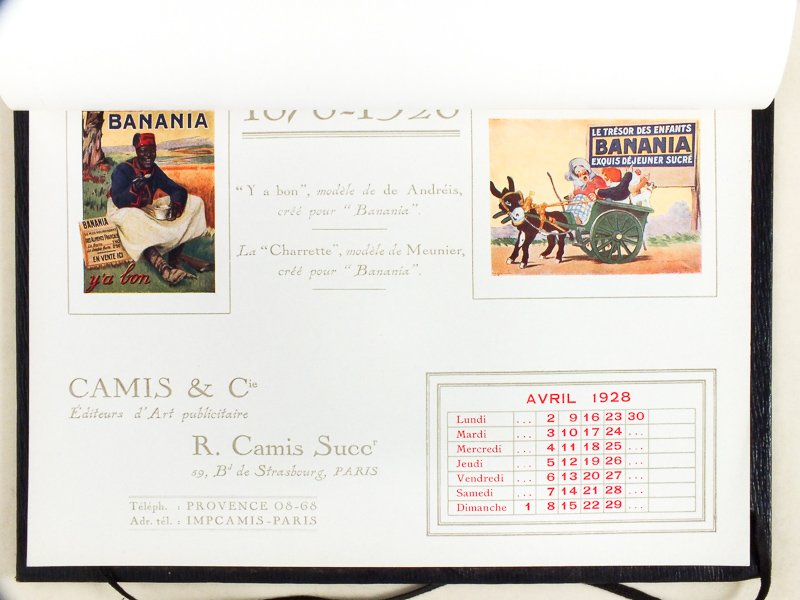 BANANIA
BANANIA
EN VENTE ICI
y'a bon
1878-1928
"Y a bon", modèle de de Andréis,
créé pour "Banania".
La "Charrette", modèle de Meunier,
créé pour "Banania".
LE TRÉSOR DES ENFANTS
BANANIA
EXQUIS DÉJEUNER SUCRÉ
CAMIS & Cie
Éditeurs d'Art publicitaire
R. Camis Succr
59, Bd de Strasbourg, PARIS
Téléph. : PROVENCE 08-68
Adr. tél. : IMPCAMIS-PARIS
AVRIL 1928
Lundi ... 2 9 16 23 30
Mardi ... 3 10 17 24 ...
Mercredi ... 4 11 18 25 ...
Jeudi ... 5 12 19 26 ...
Vendredi ... 6 13 20 27 ...
Samedi ... 7 14 21 28 ...
Dimanche 1 8 15 22 29 ...